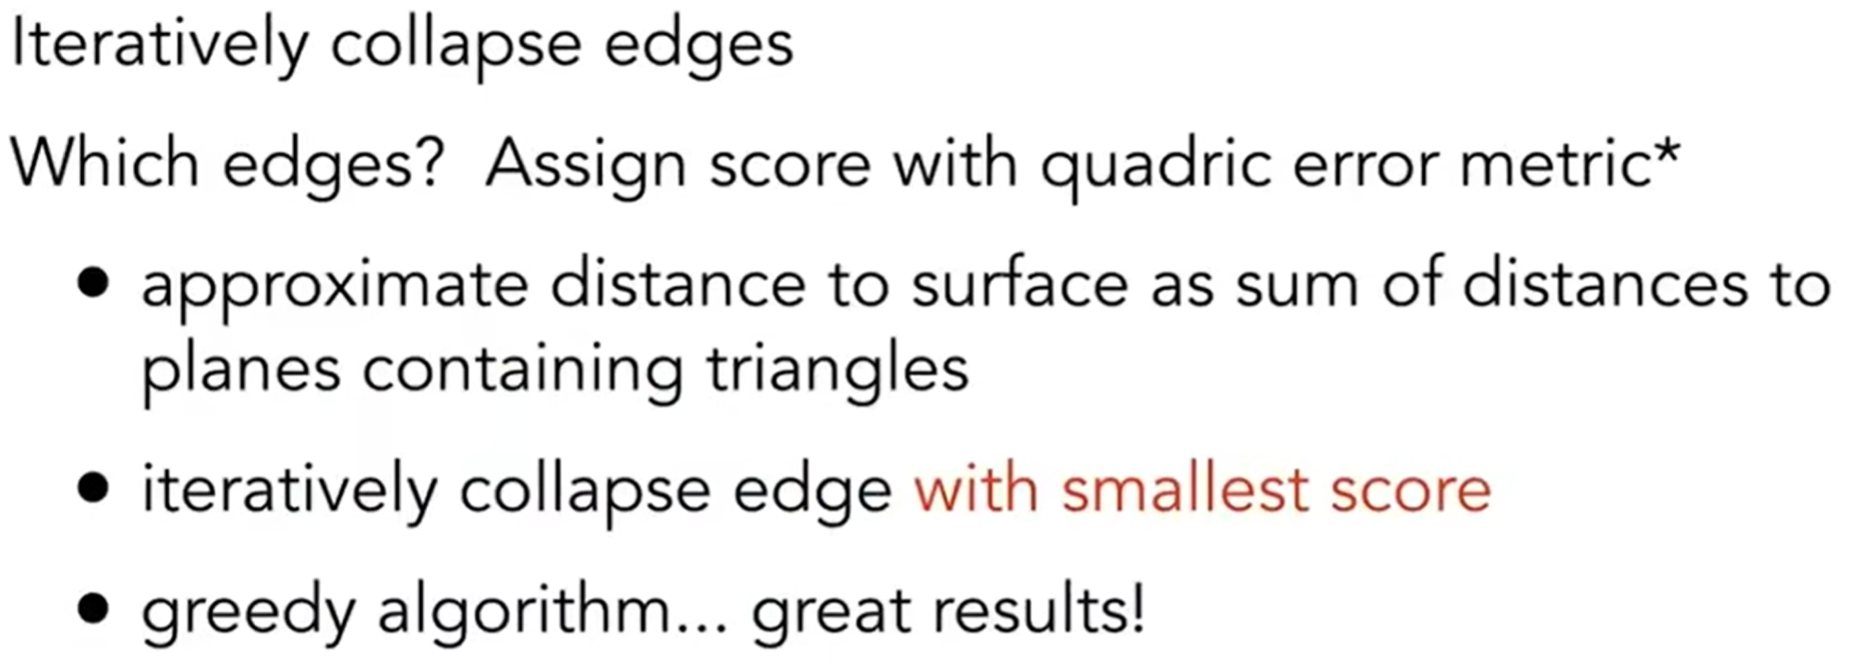 Iteratively collapse edges
Which edges? Assign score with quadric error metric*
● approximate distance to surface as sum of distances to
planes containing triangles
● iteratively collapse edge with smallest score
● greedy algorithm... great results!